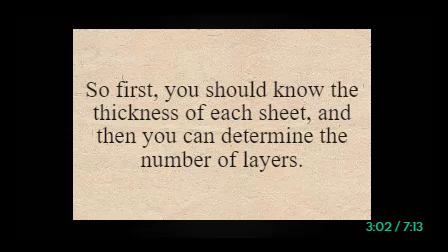 So first, you should know the
thickness of each sheet, and
then you can determine the
number of layers.
3:02 / 7:13